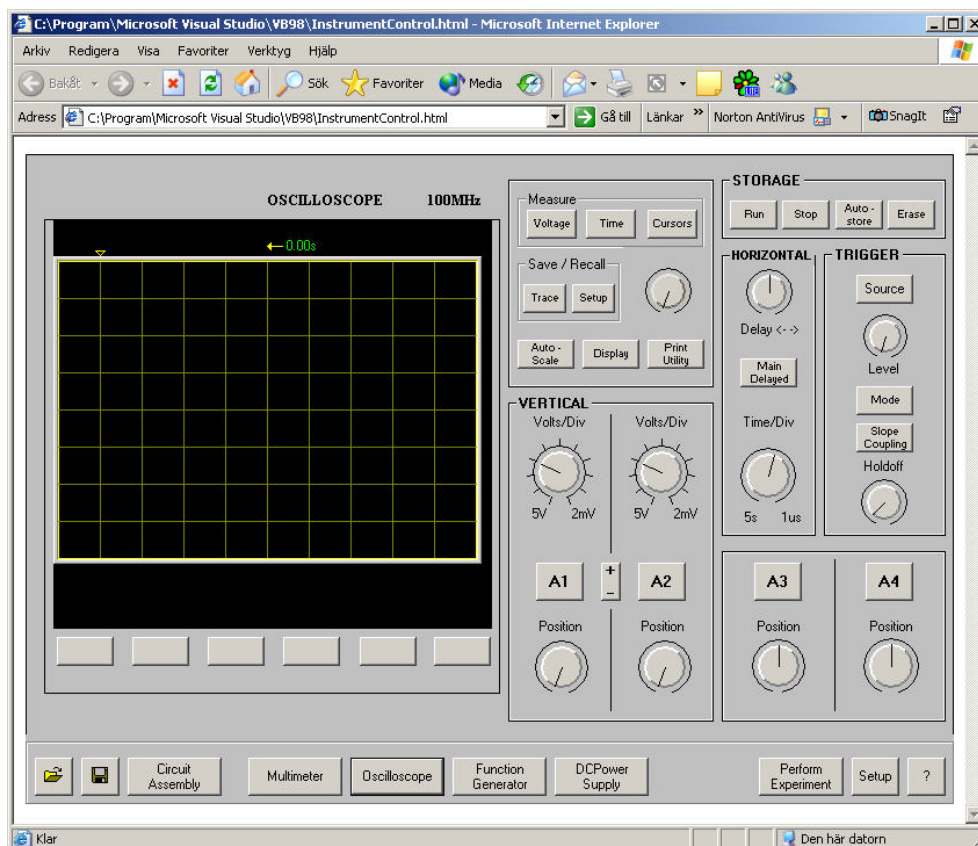 C:\Program\Microsoft Visual Studio\VB98\InstrumentControl.html - Microsoft Internet Explorer
Arkiv Redigera Visa Favoriter Verktyg Hjälp
Bakåt Sök Favoriter Media
Adress C:\Program\Microsoft Visual Studio\VB98\InstrumentControl.html Gå till Länkar » Norton AntiVirus SnagIt
OSCILLOSCOPE 100MHz
0.00s
Measure
Voltage Time Cursors
Save / Recall
Trace Setup
Auto - Scale Display Print Utility
VERTICAL
Volts/Div Volts/Div
5V 2mV 5V 2mV
A1 + - A2
Position Position
STORAGE
Run Stop Auto - store Erase
HORIZONTAL
Delay <-->
Main Delayed
Time/Div
5s 1us
TRIGGER
Source
Level
Mode
Slope Coupling
Holdoff
A3 A4
Position Position
Circuit Assembly Multimeter Oscilloscope Function Generator DCPower Supply Perform Experiment Setup ?
Klar Den här datorn